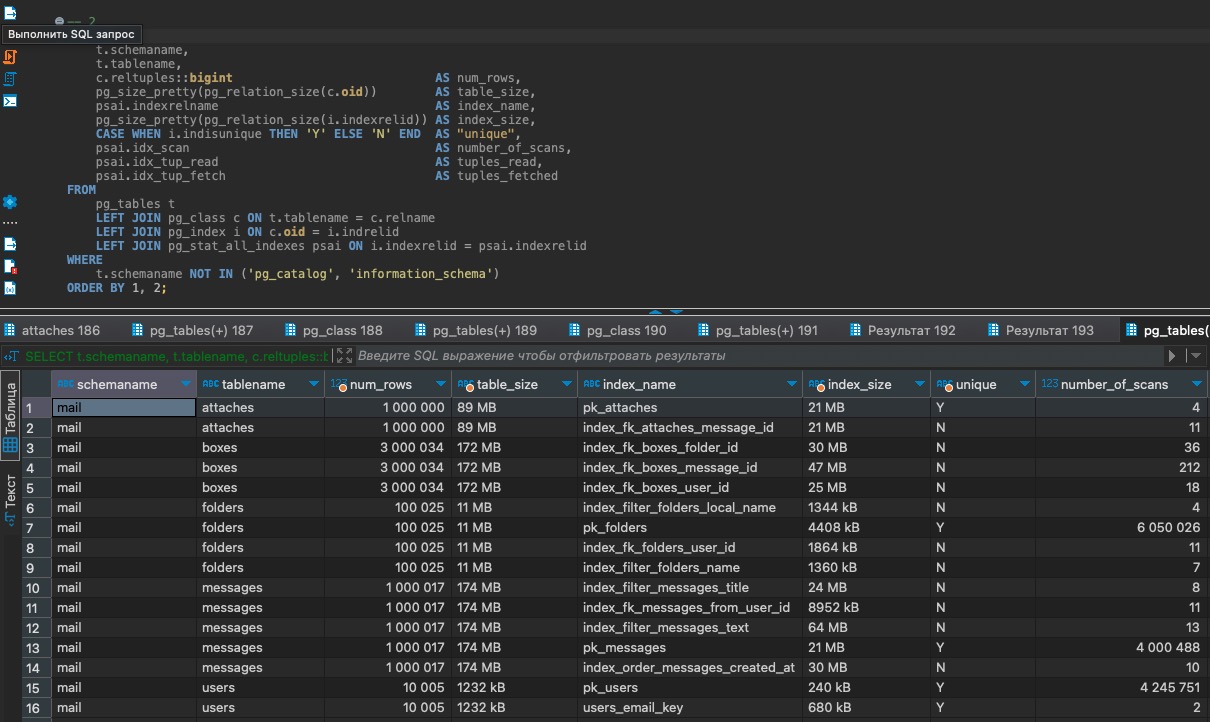 -- 2
Выполнить SQL запрос
t.schemaname,
t.tablename,
c.reltuples::bigint AS num_rows,
pg_size_pretty(pg_relation_size(c.oid)) AS table_size,
psai.indexrelname AS index_name,
pg_size_pretty(pg_relation_size(i.indexrelid)) AS index_size,
CASE WHEN i.indisunique THEN 'Y' ELSE 'N' END AS "unique",
psai.idx_scan AS number_of_scans,
psai.idx_tup_read AS tuples_read,
psai.idx_tup_fetch AS tuples_fetched
FROM
pg_tables t
LEFT JOIN pg_class c ON t.tablename = c.relname
LEFT JOIN pg_index i ON c.oid = i.indrelid
LEFT JOIN pg_stat_all_indexes psai ON i.indexrelid = psai.indexrelid
WHERE
t.schemaname NOT IN ('pg_catalog', 'information_schema')
ORDER BY 1, 2;
attaches 186 pg_tables(+) 187 pg_class 188 pg_tables(+) 189 pg_class 190 pg_tables(+) 191 Результат 192 Результат 193 pg_tables(
SELECT t.schemaname, t.tablename, c.reltuples::b Введите SQL выражение чтобы отфильтровать результаты
Таблица
Текст
ABC schemaname ABC tablename 123 num_rows ABC table_size ABC index_name ABC index_size ABC unique 123 number_of_scans
1 mail attaches 1 000 000 89 MB pk_attaches 21 MB Y 4
2 mail attaches 1 000 000 89 MB index_fk_attaches_message_id 21 MB N 11
3 mail boxes 3 000 034 172 MB index_fk_boxes_folder_id 30 MB N 36
4 mail boxes 3 000 034 172 MB index_fk_boxes_message_id 47 MB N 212
5 mail boxes 3 000 034 172 MB index_fk_boxes_user_id 25 MB N 18
6 mail folders 100 025 11 MB index_filter_folders_local_name 1344 kB N 4
7 mail folders 100 025 11 MB pk_folders 4408 kB Y 6 050 026
8 mail folders 100 025 11 MB index_fk_folders_user_id 1864 kB N 11
9 mail folders 100 025 11 MB index_filter_folders_name 1360 kB N 7
10 mail messages 1 000 017 174 MB index_filter_messages_title 24 MB N 8
11 mail messages 1 000 017 174 MB index_fk_messages_from_user_id 8952 kB N 11
12 mail messages 1 000 017 174 MB index_filter_messages_text 64 MB N 13
13 mail messages 1 000 017 174 MB pk_messages 21 MB Y 4 000 488
14 mail messages 1 000 017 174 MB index_order_messages_created_at 30 MB N 10
15 mail users 10 005 1232 kB pk_users 240 kB Y 4 245 751
16 mail users 10 005 1232 kB users_email_key 680 kB Y 2